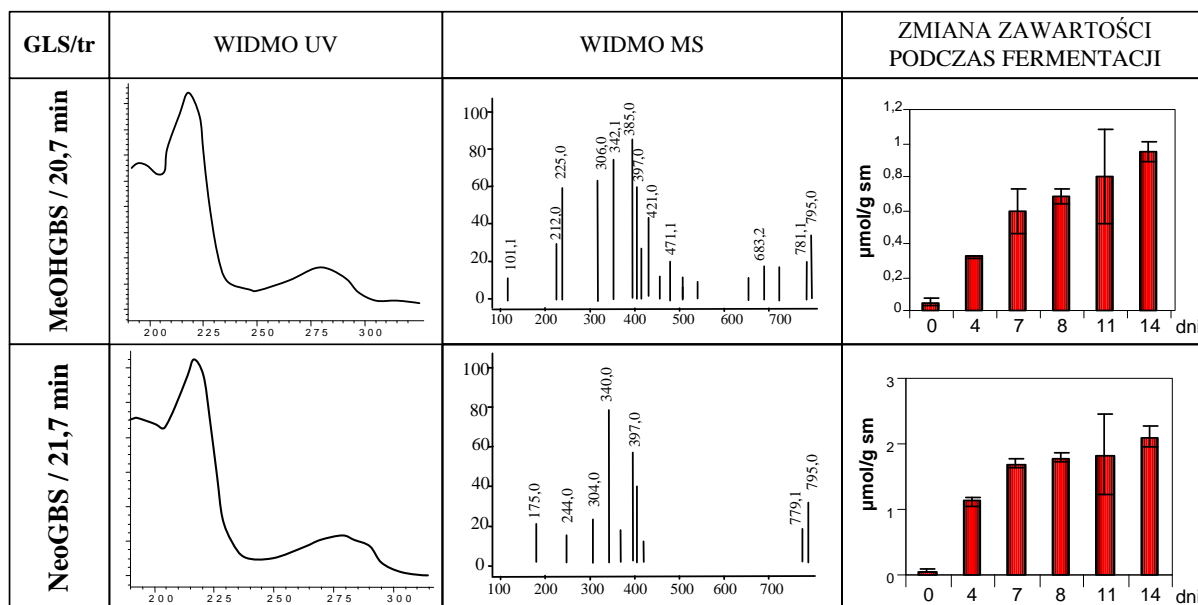 GLS/tr
WIDMO UV
WIDMO MS
ZMIANA ZAWARTOŚCI
PODCZAS FERMENTACJI
MeOHGBS / 20,7 min
200 225 250 275 300
100
80
60
40
20
0
101,1
212,0
225,0
306,0
342,1
385,0
397,0
421,0
471,1
683,2
781,1
795,0
100 200 300 400 500 600 700
µmol/g sm
1,2
1
0,8
0,6
0,4
0,2
0
0 4 7 8 11 14 dni
NeoGBS / 21,7 min
200 225 250 275 300
100
80
60
40
20
0
175,0
244,0
304,0
340,0
397,0
779,1
795,0
100 200 300 400 500 600 700
µmol/g sm
3
2
1
0
0 4 7 8 11 14 dni